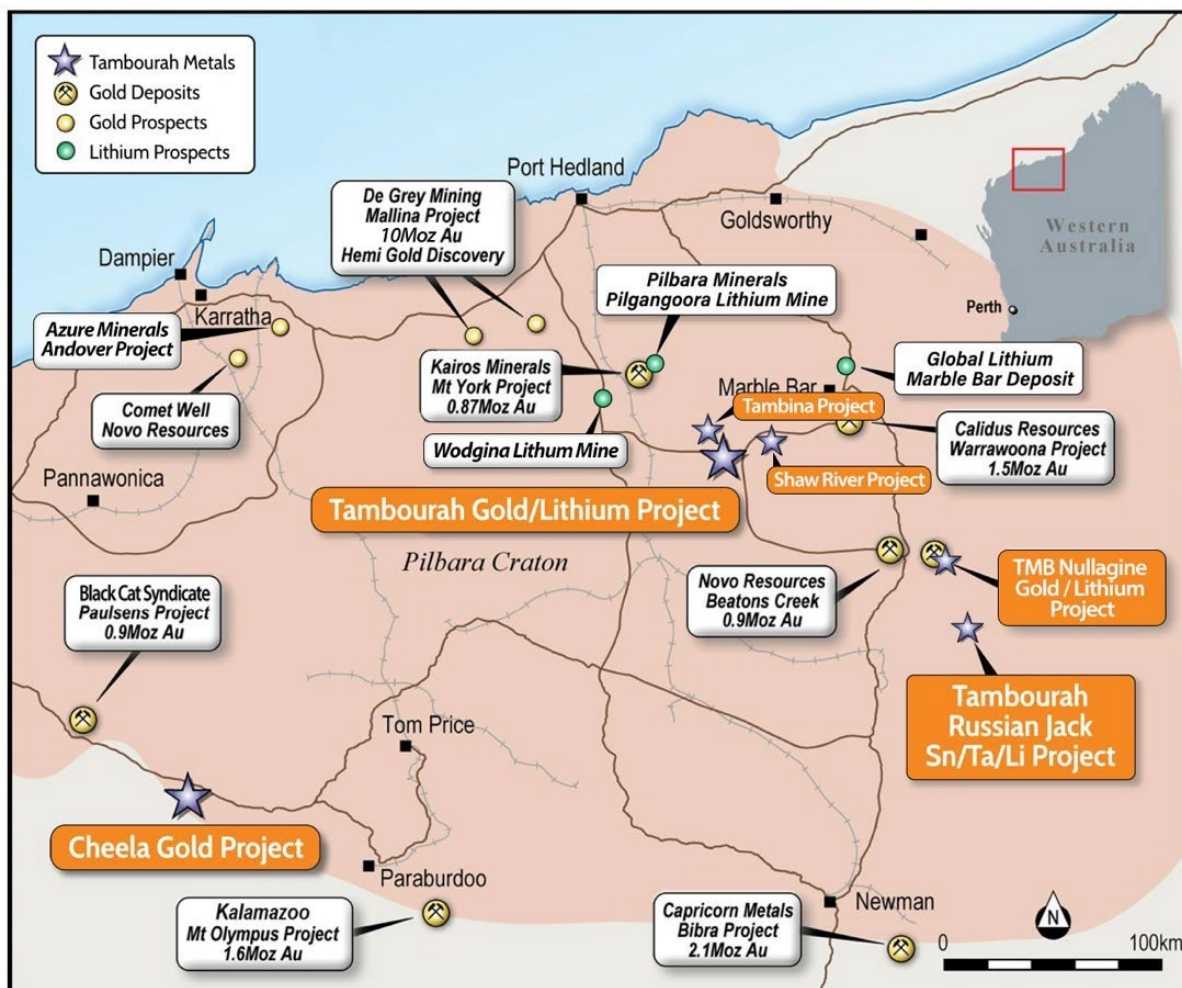 Tambourah Metals
Gold Deposits
Gold Prospects
Lithium Prospects
Port Hedland
De Grey Mining
Mallina Project
10Moz Au
Hemi Gold Discovery
Goldsworthy
Western
Australia
Perth
Dampier
Karratha
Azure Minerals
Andover Project
Comet Well
Novo Resources
Pilbara Minerals
Pilgangoora Lithium Mine
Kairos Minerals
Mt York Project
0.87Moz Au
Wodgina Lithum Mine
Marble Bar
Global Lithium
Marble Bar Deposit
Tambina Project
Shaw River Project
Calidus Resources
Warrawoona Project
1.5Moz Au
Pannawonica
Tambourah Gold/Lithium Project
Pilbara Craton
Novo Resources
Beatons Creek
0.9Moz Au
TMB Nullagine
Gold / Lithium
Project
Black Cat Syndicate
Paulsens Project
0.9Moz Au
Tambourah
Russian Jack
Sn/Ta/Li Project
Tom Price
Cheela Gold Project
Paraburdoo
Kalamazoo
Mt Olympus Project
1.6Moz Au
Capricorn Metals
Bibra Project
2.1Moz Au
Newman
N
0 100km